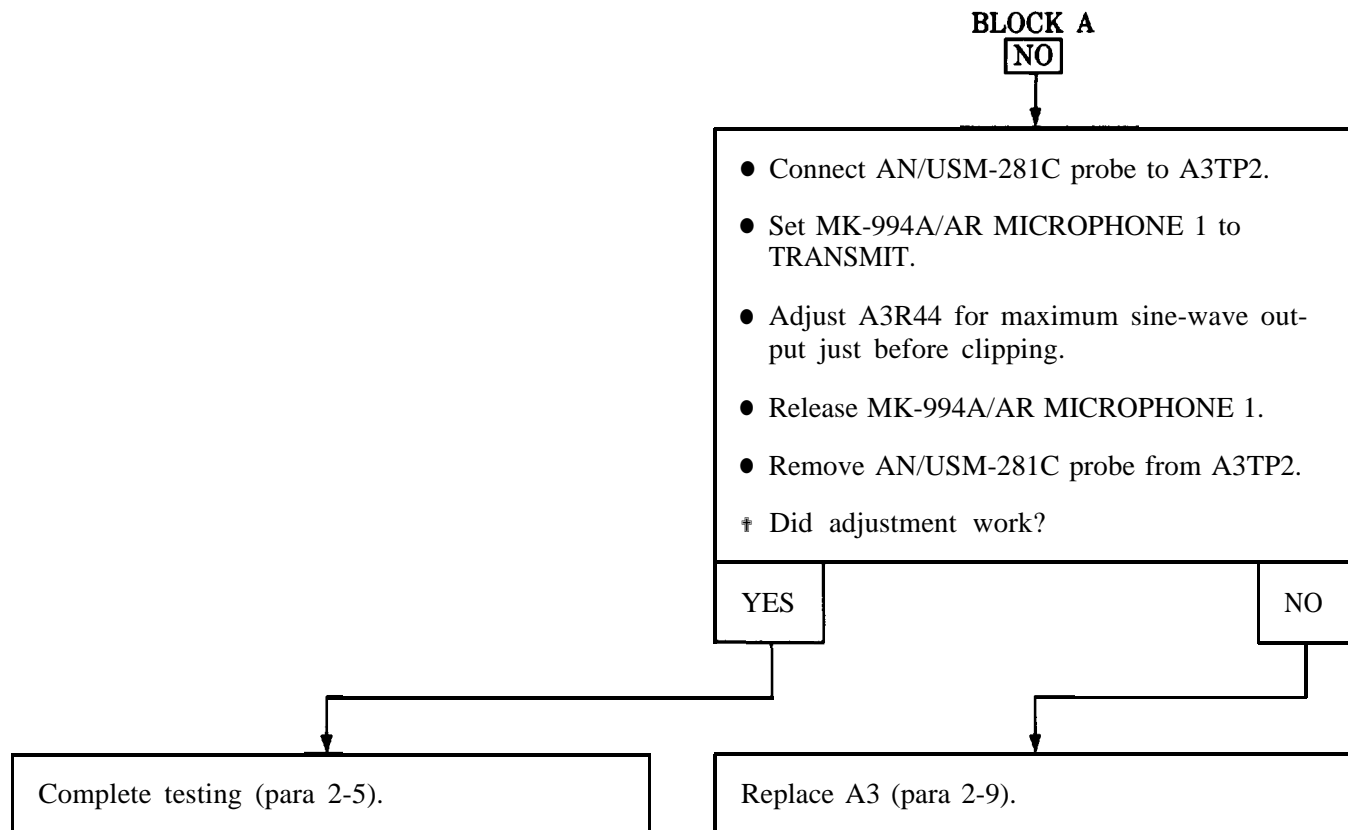 BLOCK A
NO
● Connect AN/USM-281C probe to A3TP2.
● Set MK-994A/AR MICROPHONE 1 to
TRANSMIT.
● Adjust A3R44 for maximum sine-wave out-
put just before clipping.
● Release MK-994A/AR MICROPHONE 1.
● Remove AN/USM-281C probe from A3TP2.
† Did adjustment work?
YES
NO
Complete testing (para 2-5).
Replace A3 (para 2-9).